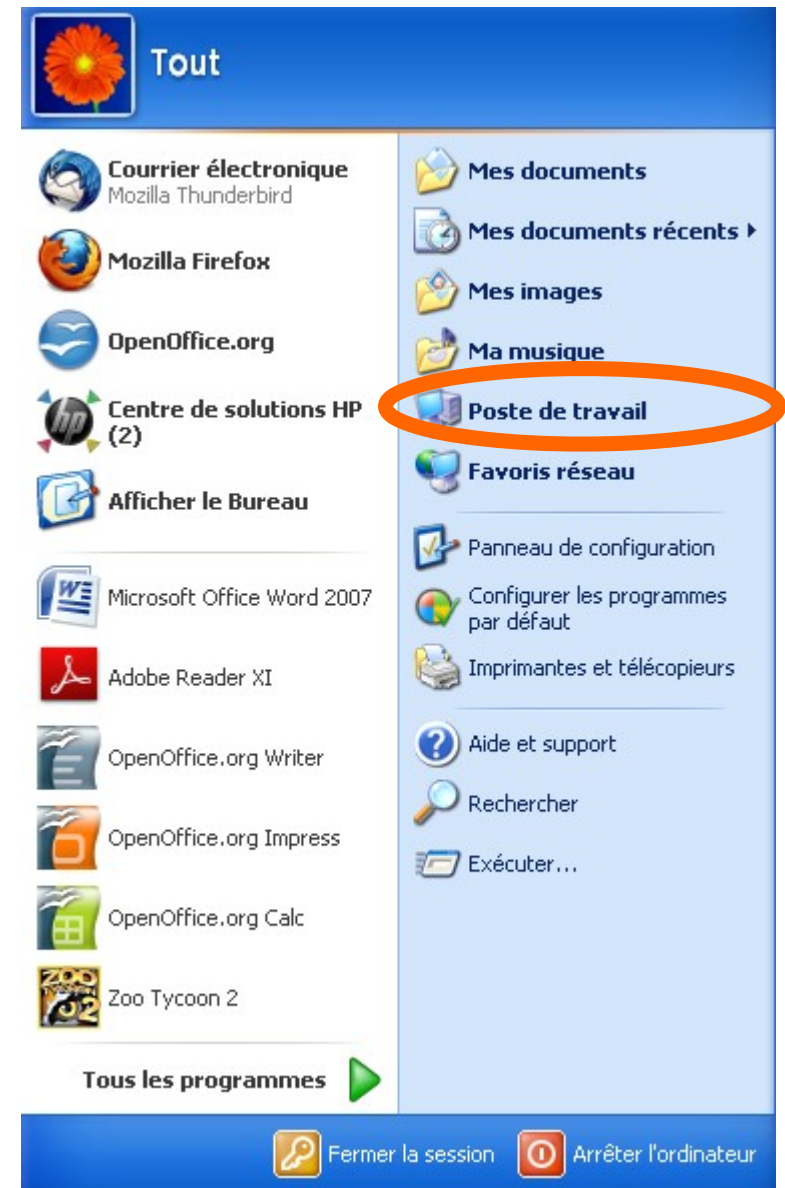 Tout
Courrier électronique
Mozilla Thunderbird
Mozilla Firefox
OpenOffice.org
Centre de solutions HP
(2)
Afficher le Bureau
Microsoft Office Word 2007
Adobe Reader XI
OpenOffice.org Writer
OpenOffice.org Impress
OpenOffice.org Calc
Zoo Tycoon 2
Tous les programmes
Mes documents
Mes documents récents
Mes images
Ma musique
Poste de travail
Favoris réseau
Panneau de configuration
Configurer les programmes
par défaut
Imprimantes et télécopieurs
Aide et support
Rechercher
Exécuter...
Fermer la session
Arrêter l'ordinateur